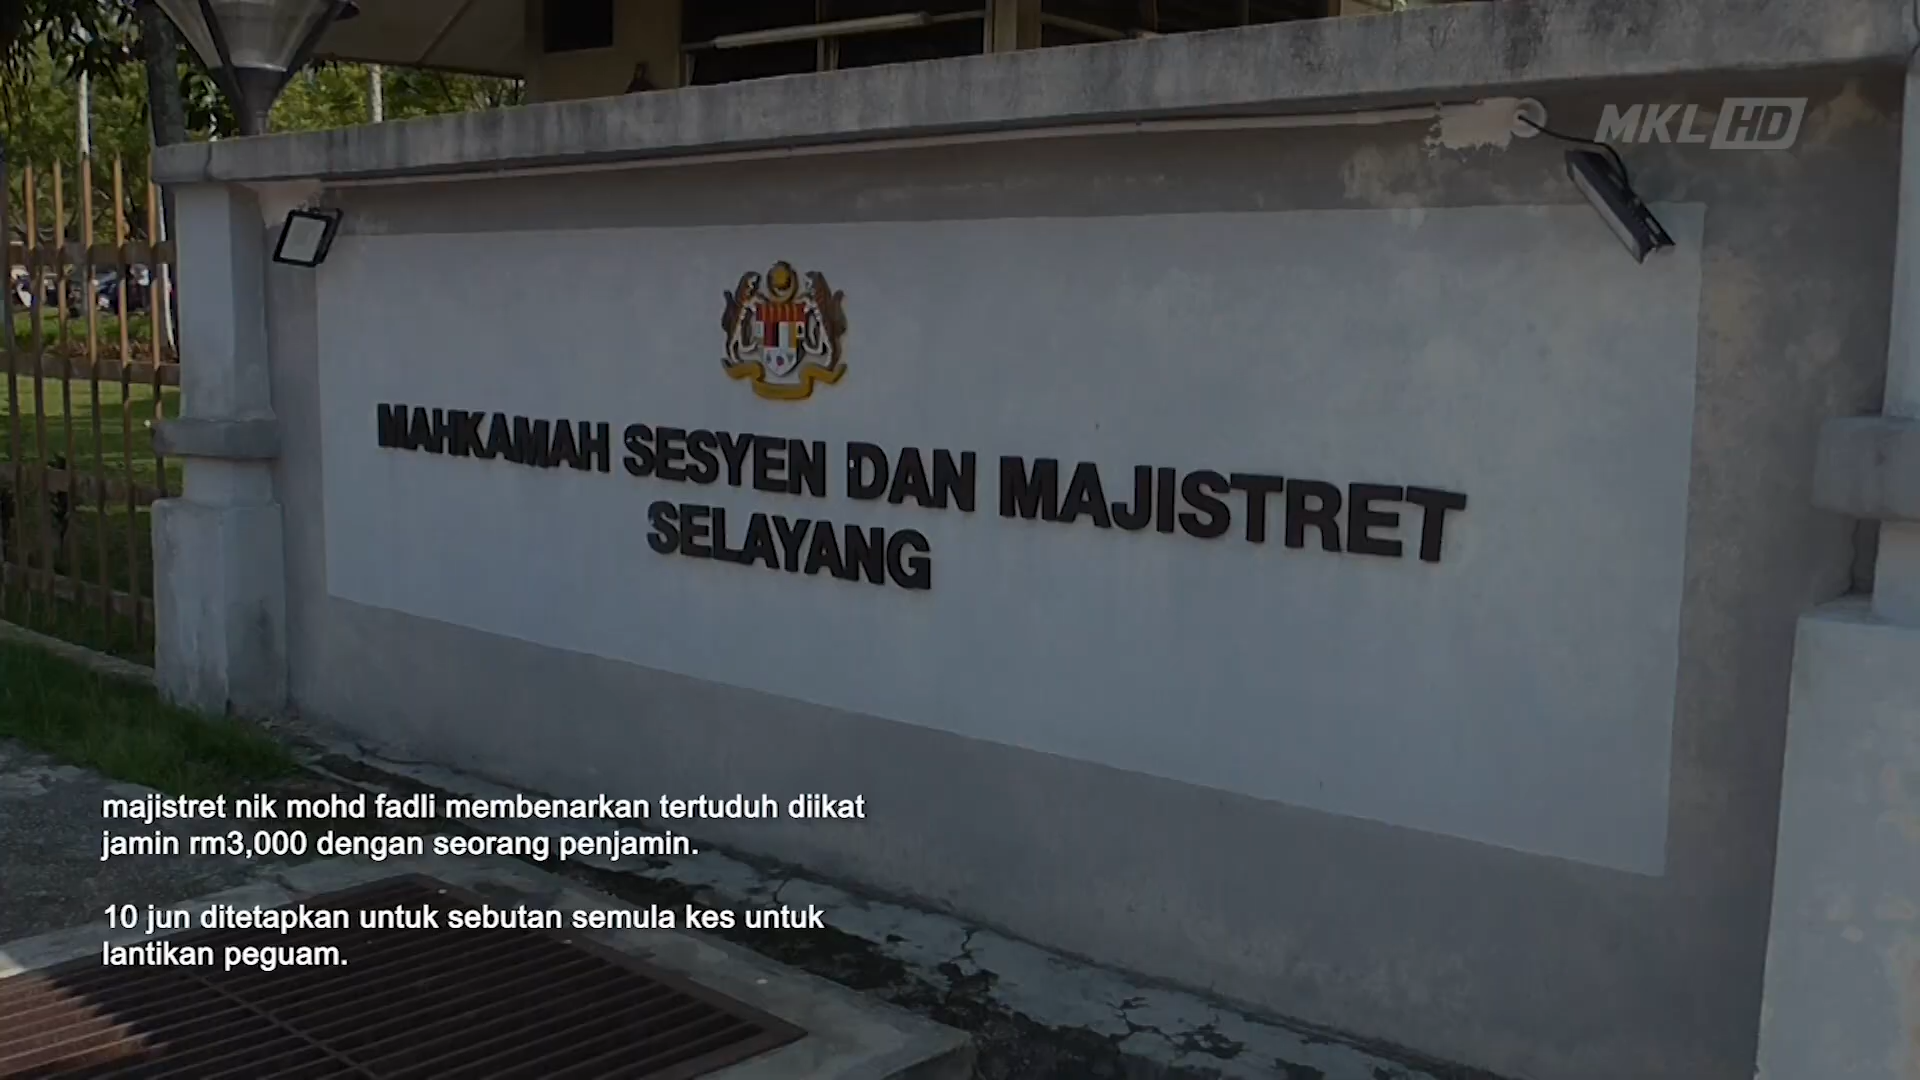 MKL HD
MAHKAMAH SESYEN DAN MAJISTRET
SELAYANG
majistret nik mohd fadli membenarkan tertuduh diikat
jamin rm3,000 dengan seorang penjamin.
10 jun ditetapkan untuk sebutan semula kes untuk
lantikan peguam.